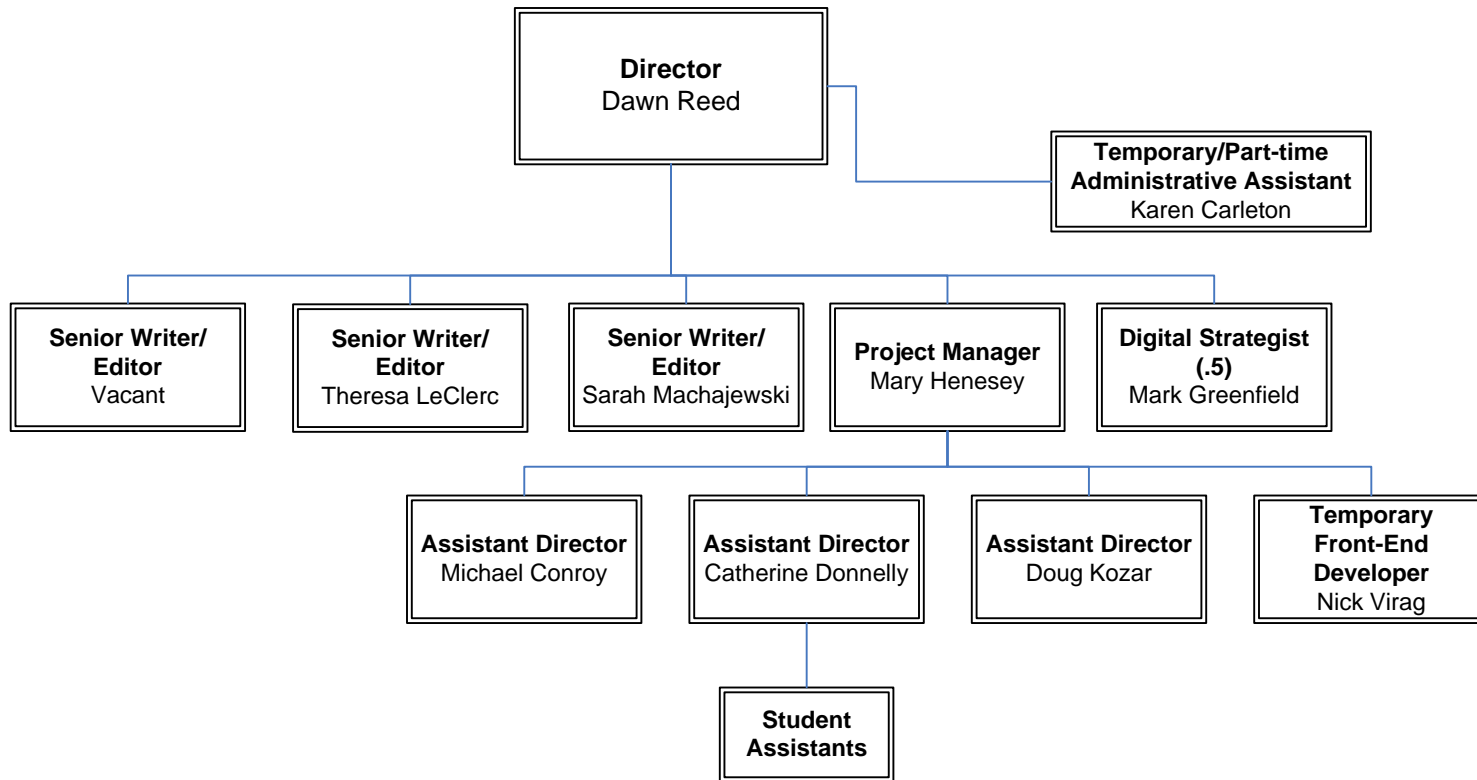 Director
Dawn Reed
Temporary/Part-time
Administrative Assistant
Karen Carleton
Senior Writer/
Editor
Vacant
Senior Writer/
Editor
Theresa LeClerc
Senior Writer/
Editor
Sarah Machajewski
Project Manager
Mary Henesey
Digital Strategist
(.5)
Mark Greenfield
Assistant Director
Michael Conroy
Assistant Director
Catherine Donnelly
Assistant Director
Doug Kozar
Temporary
Front-End
Developer
Nick Virag
Student
Assistants